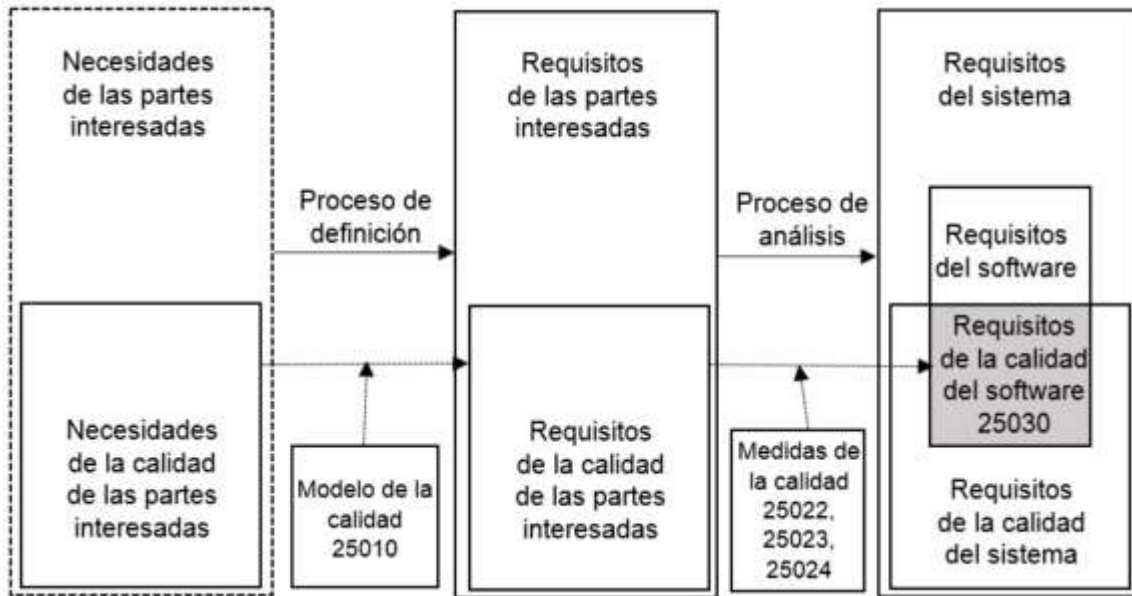 Necesidades
de las partes
interesadas
Proceso de
definición
Requisitos
de las partes
interesadas
Proceso de
análisis
Requisitos
del sistema
Requisitos
del software
Necesidades
de la calidad
de las partes
interesadas
Modelo de la
calidad
25010
Requisitos
de la calidad
de las partes
interesadas
Medidas de
la calidad
25022,
25023,
25024
Requisitos
de la calidad
del software
25030
Requisitos
de la calidad
del sistema